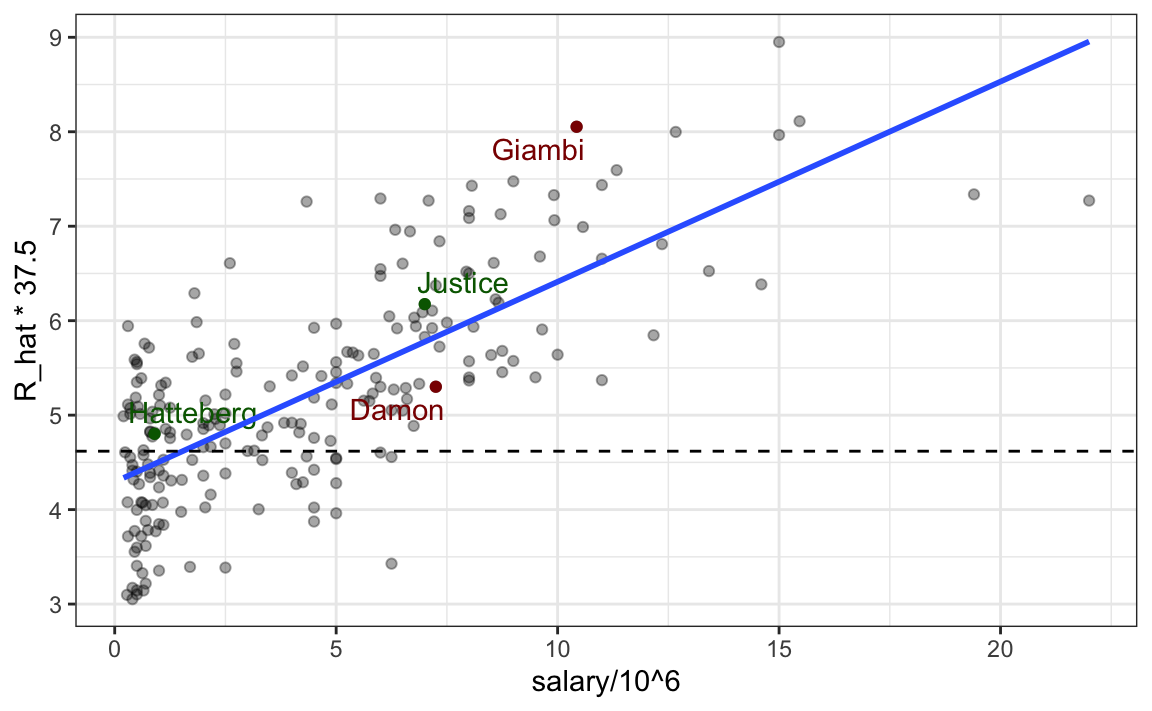 9
8
7
6
5
4
3
R_hat * 37.5
Giambi
Justice
Hatteberg
Damon
0 5 10 15 20
salary/10^6